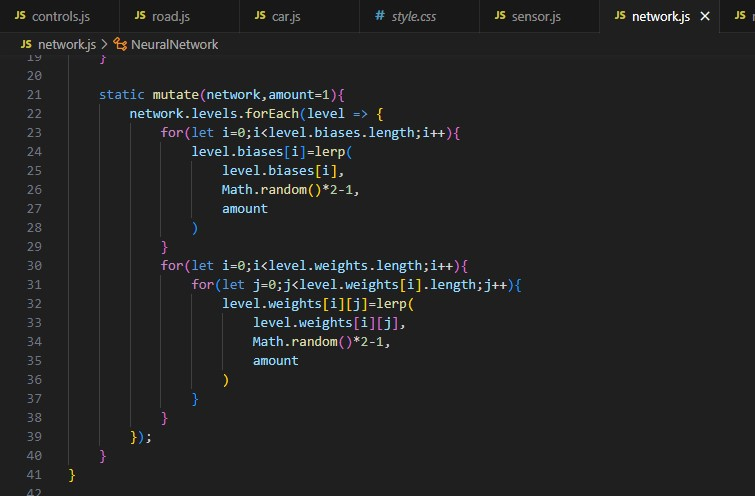 JS controls.js JS road.js JS car.js # style.css JS sensor.js JS network.js × JS
JS network.js > NeuralNetwork
19 }
20
21 static mutate(network,amount=1){
22 network.levels.forEach(level => {
23 for(let i=0;i<level.biases.length;i++){
24 level.biases[i]=lerp(
25 level.biases[i],
26 Math.random()*2-1,
27 amount
28 )
29 }
30 for(let i=0;i<level.weights.length;i++){
31 for(let j=0;j<level.weights[i].length;j++){
32 level.weights[i][j]=lerp(
33 level.weights[i][j],
34 Math.random()*2-1,
35 amount
36 )
37 }
38 }
39 });
40 }
41 }
42